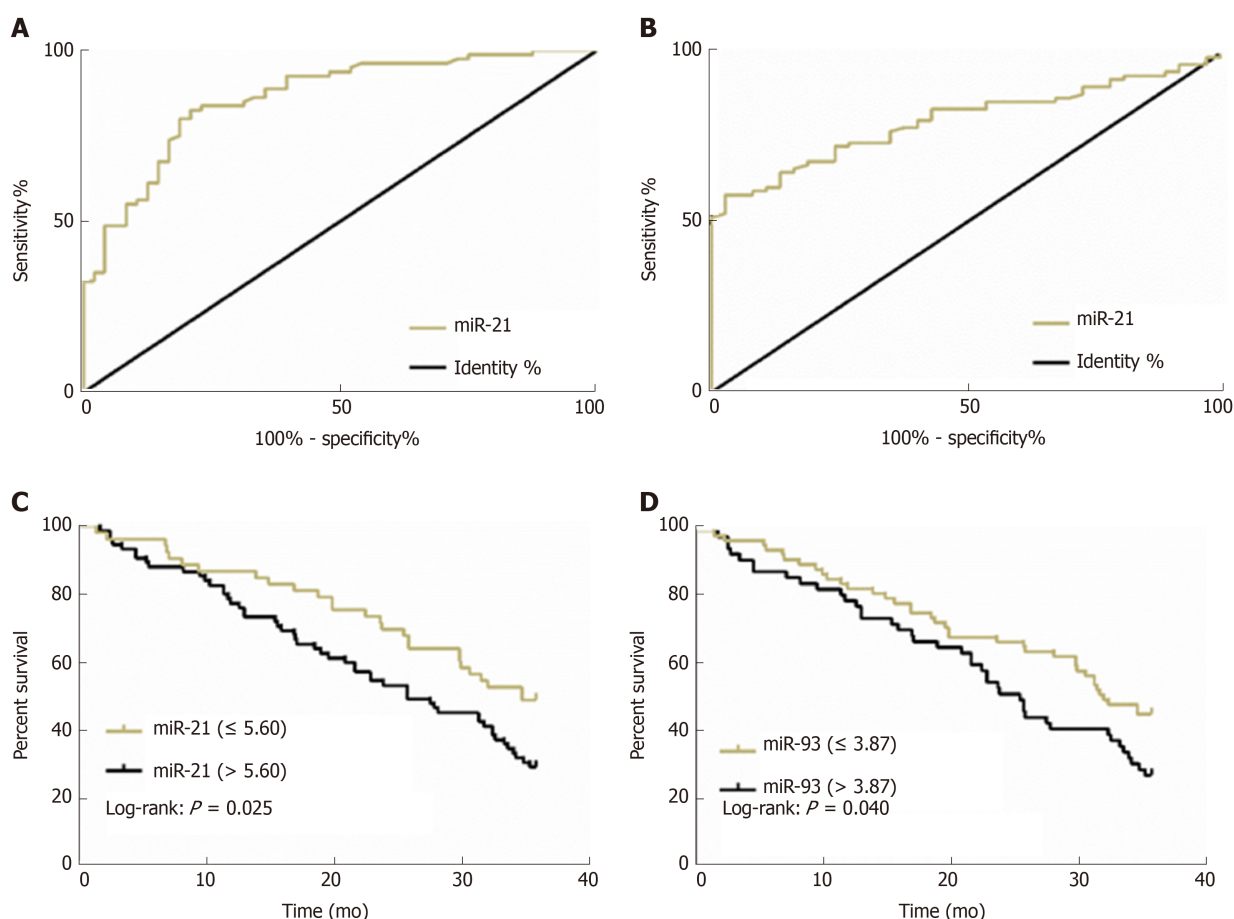 A
100
50
0
Sensitivity%
miR-21
Identity %
0 50 100
100% - specificity%
B
100
50
0
Sensitivity%
miR-21
Identity %
0 50 100
100% - specificity%
C
100
80
60
40
20
0
Percent survival
miR-21 (≤ 5.60)
miR-21 (> 5.60)
Log-rank: P = 0.025
0 10 20 30 40
Time (mo)
D
100
80
60
40
20
0
Percent survival
miR-93 (≤ 3.87)
miR-93 (> 3.87)
Log-rank: P = 0.040
0 10 20 30 40
Time (mo)